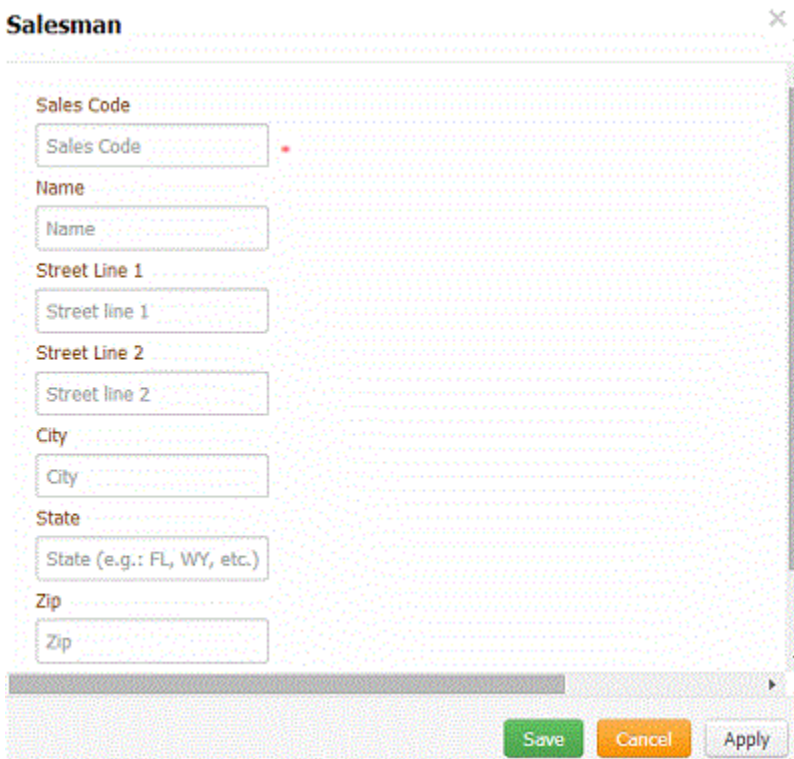 Salesman
Sales Code
Sales Code *
Name
Name
Street Line 1
Street line 1
Street Line 2
Street line 2
City
City
State
State (e.g.: FL, WY, etc.)
Zip
Zip
Save Cancel Apply